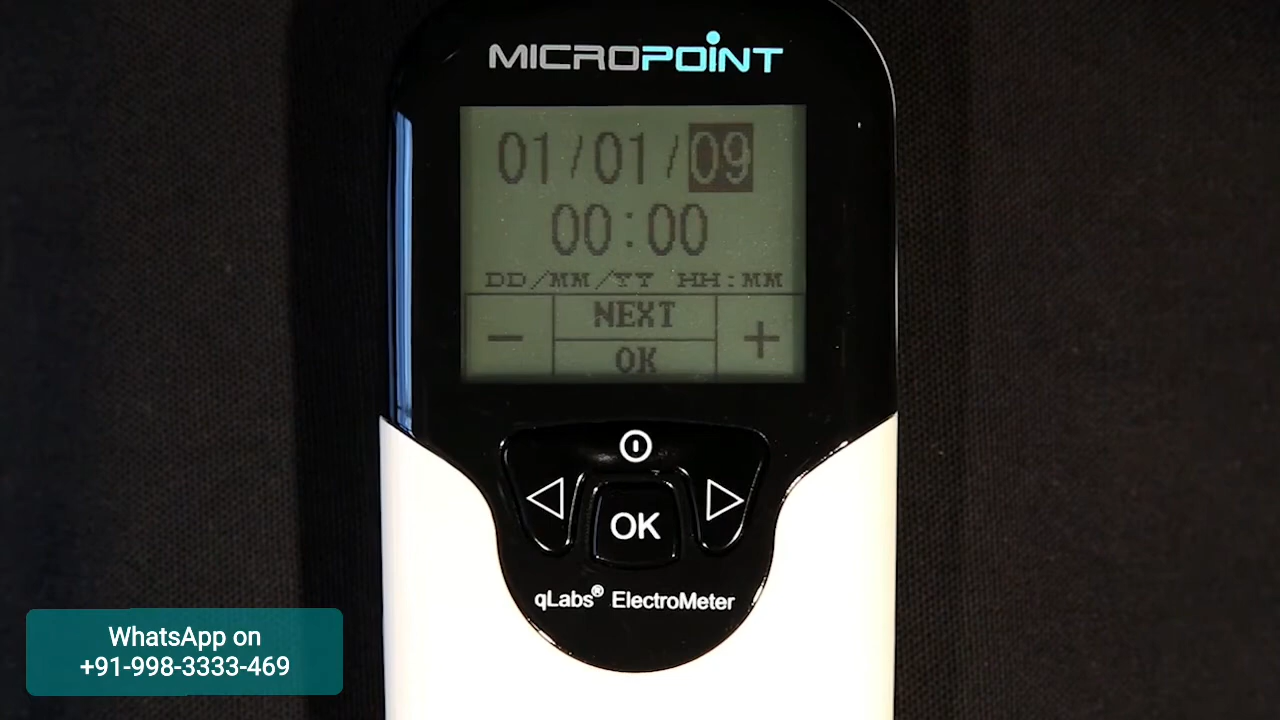 MICROPOINT
01/01/09
00:00
DD/MM/YY HH:MM
− NEXT +
OK
OK
qLabs® ElectroMeter
WhatsApp on
+91-998-3333-469